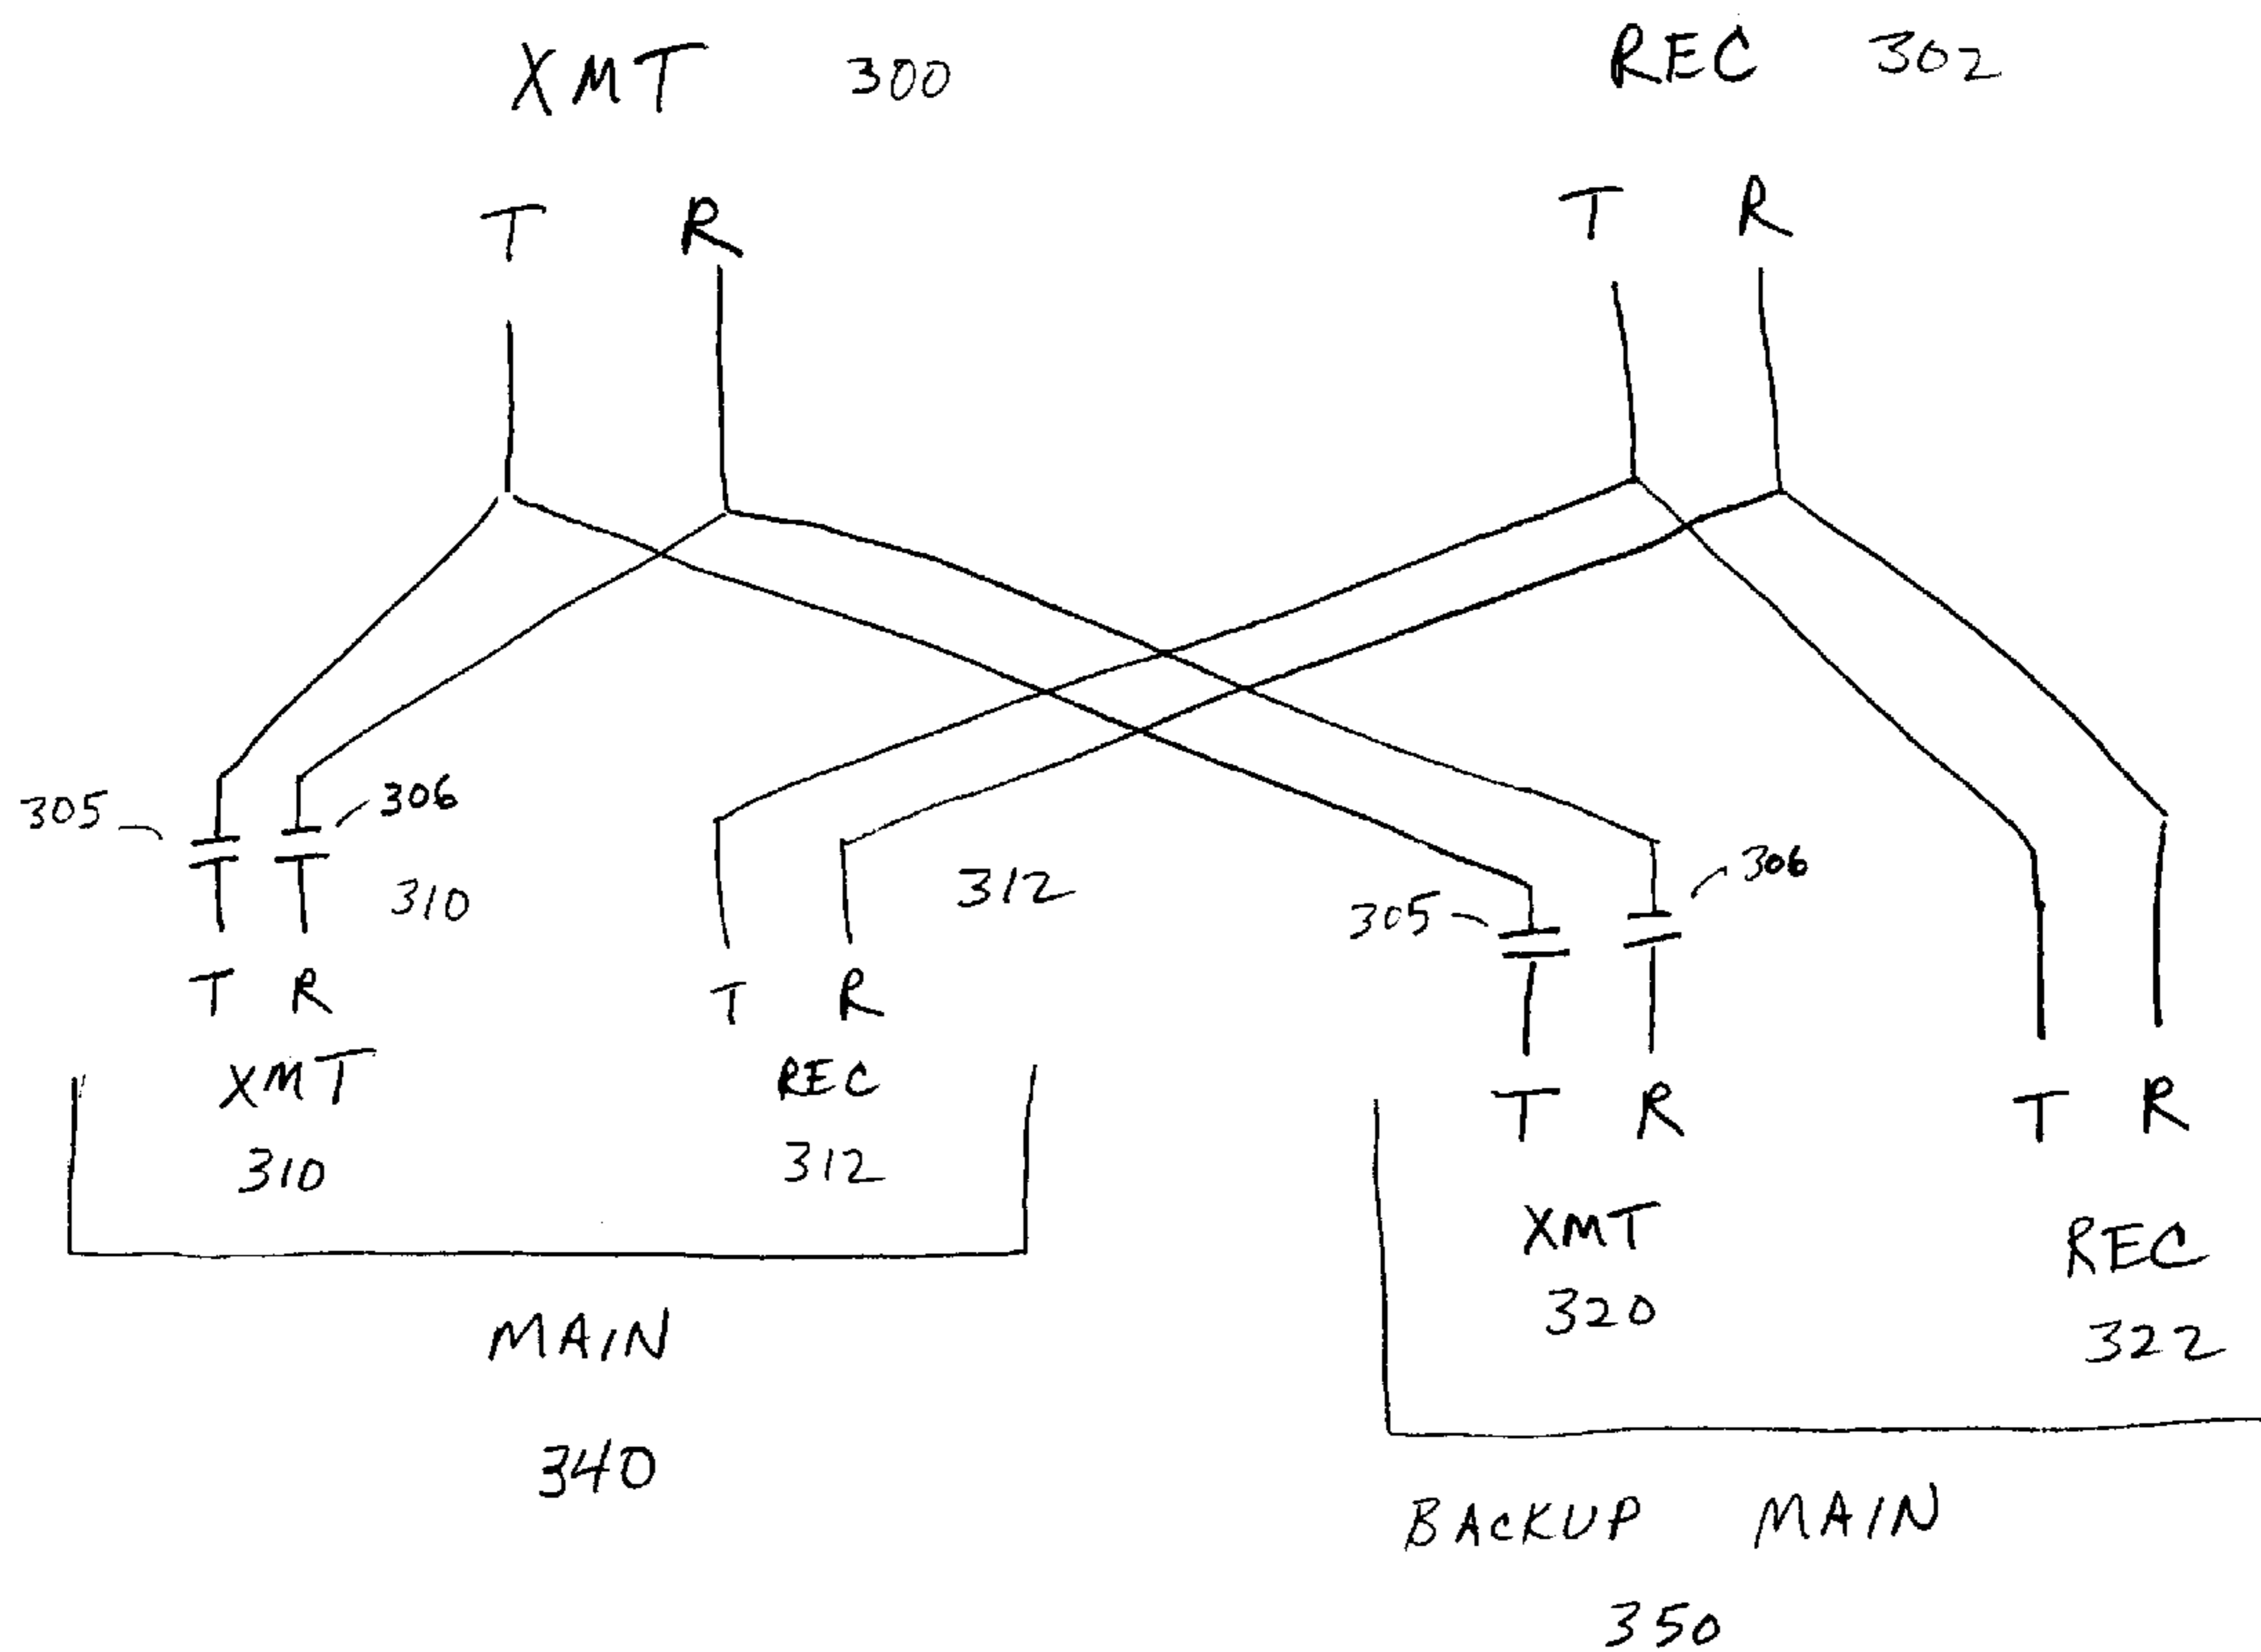 XMT 300 REC 302
T R T R
305 306 310 312 305 306
T R T R T R T R
XMT REC
310 312
XMT REC
320 322
MAIN
340
BACKUP MAIN
350